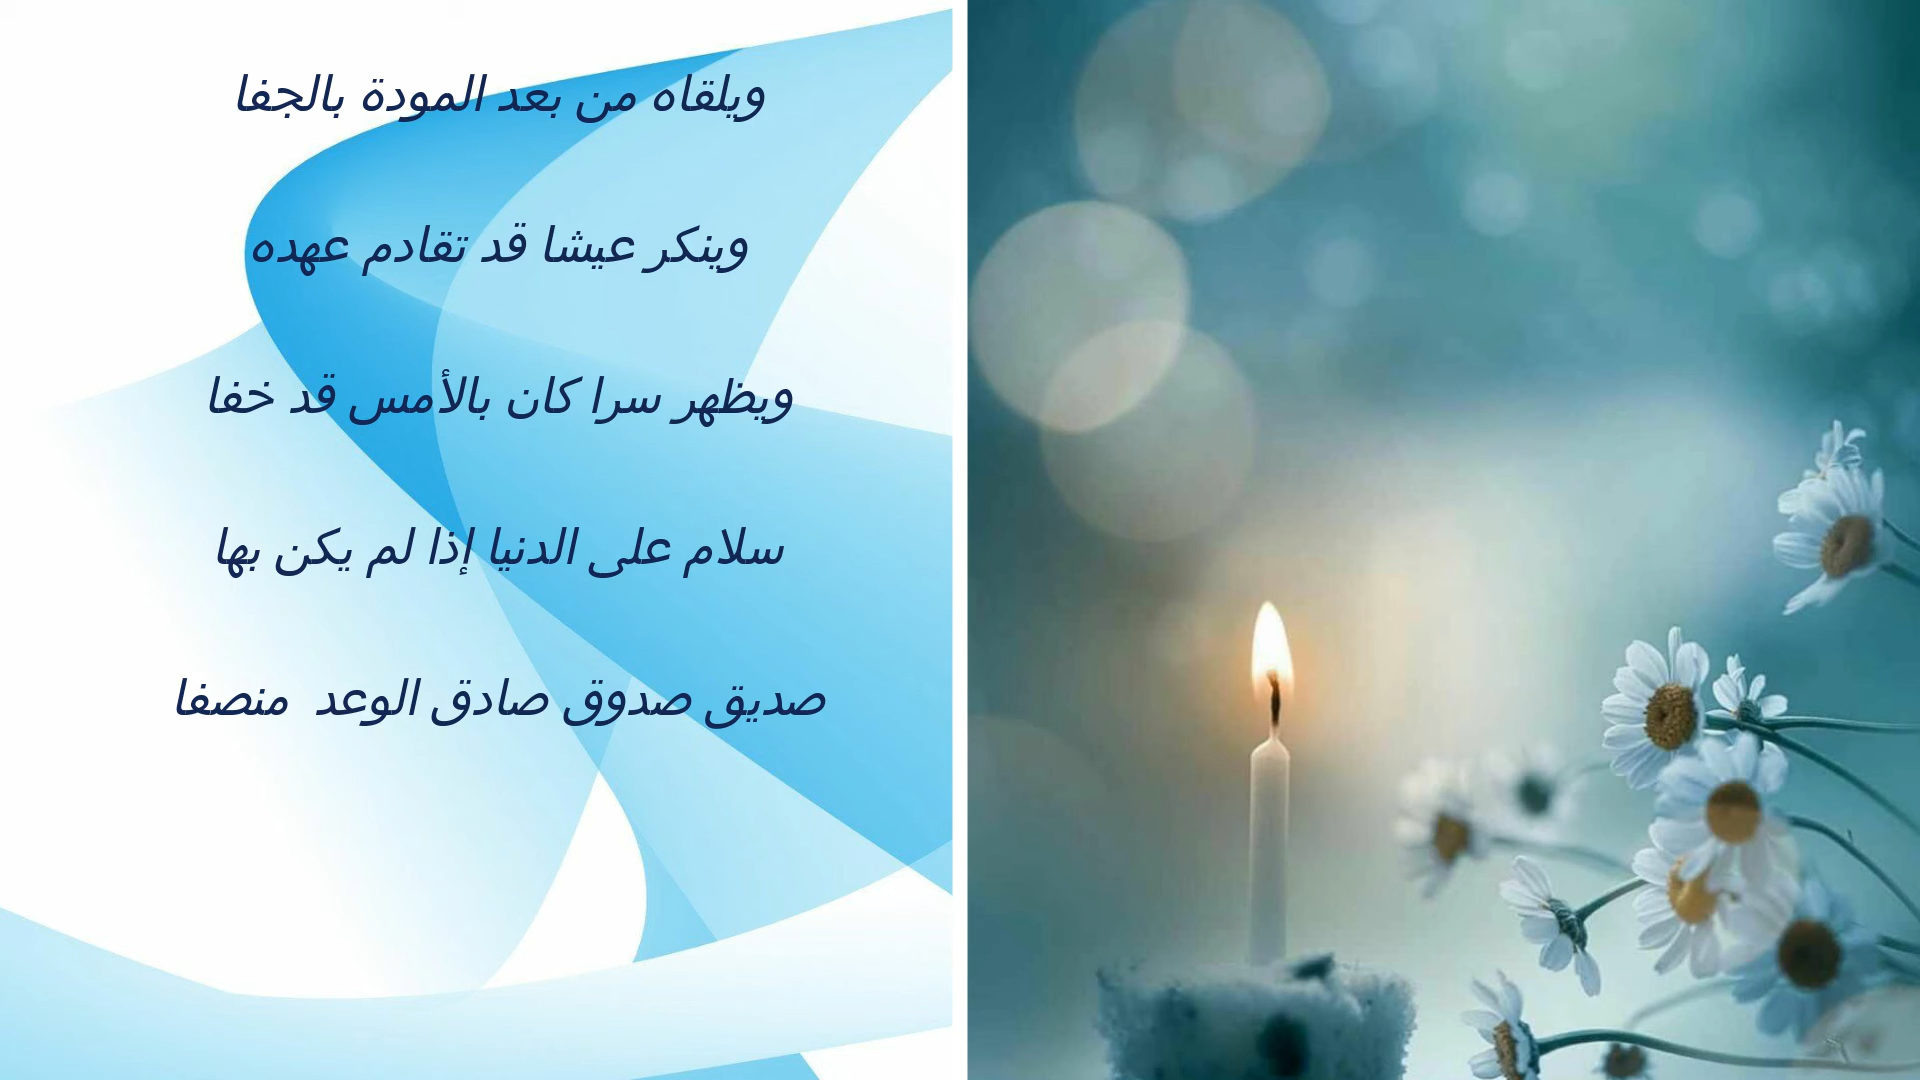 ويلقاه من بعد المودة بالجفا
وينكر عيشا قد تقادم عهده
ويظهر سرا كان بالأمس قد خفا
سلام على الدنيا إذا لم يكن بها
صديق صدوق صادق الوعد منصفا